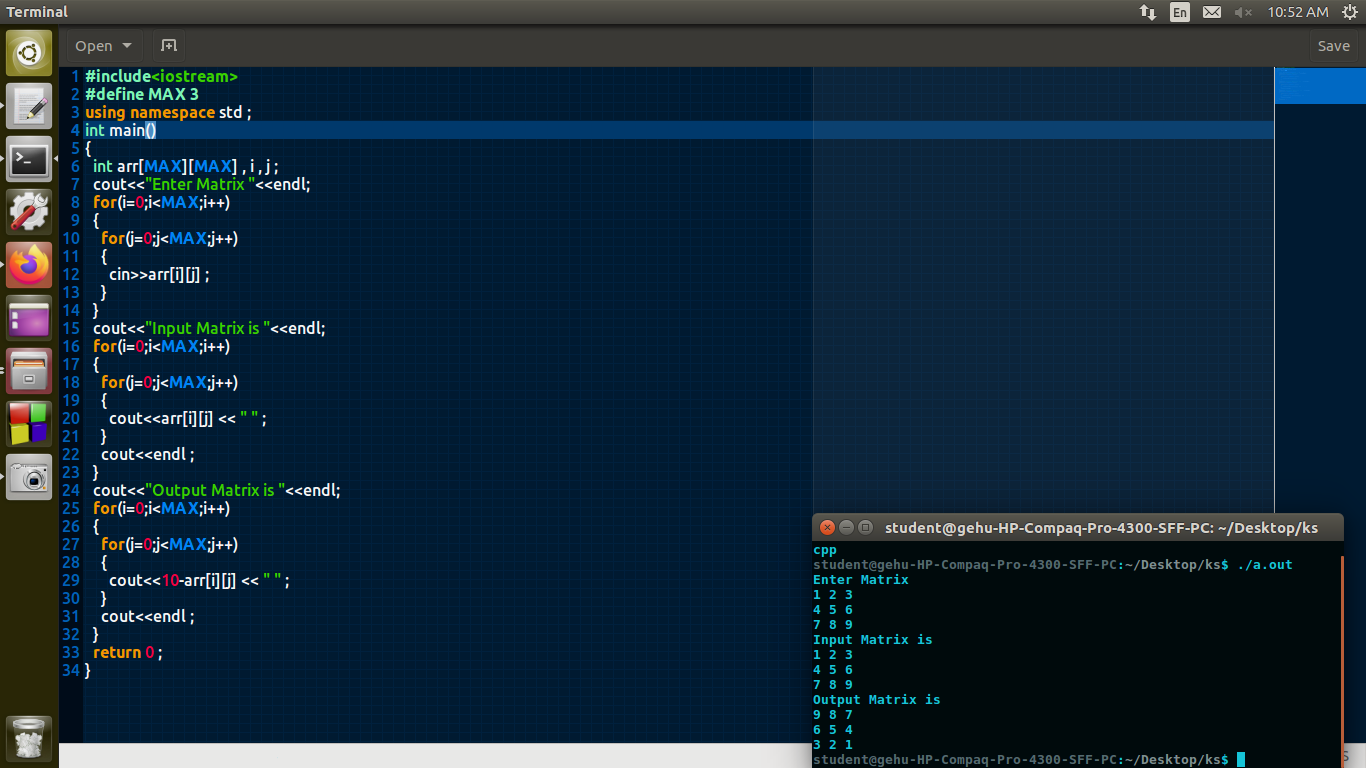 Terminal
En
10:52 AM
Open
Save
1 #include<iostream>
2 #define MAX 3
3 using namespace std ;
4 int main()
5 {
6 int arr[MAX][MAX] , i , j ;
7 cout<<"Enter Matrix "<<endl;
8 for(i=0;i<MAX;i++)
9 {
10 for(j=0;j<MAX;j++)
11 {
12 cin>>arr[i][j] ;
13 }
14 }
15 cout<<"Input Matrix is "<<endl;
16 for(i=0;i<MAX;i++)
17 {
18 for(j=0;j<MAX;j++)
19 {
20 cout<<arr[i][j] << " " ;
21 }
22 cout<<endl ;
23 }
24 cout<<"Output Matrix is "<<endl;
25 for(i=0;i<MAX;i++)
26 {
27 for(j=0;j<MAX;j++)
28 {
29 cout<<10-arr[i][j] << " " ;
30 }
31 cout<<endl ;
32 }
33 return 0 ;
34 }
student@gehu-HP-Compaq-Pro-4300-SFF-PC: ~/Desktop/ks
cpp
student@gehu-HP-Compaq-Pro-4300-SFF-PC:~/Desktop/ks$ ./a.out
Enter Matrix
1 2 3
4 5 6
7 8 9
Input Matrix is
1 2 3
4 5 6
7 8 9
Output Matrix is
9 8 7
6 5 4
3 2 1
student@gehu-HP-Compaq-Pro-4300-SFF-PC:~/Desktop/ks$